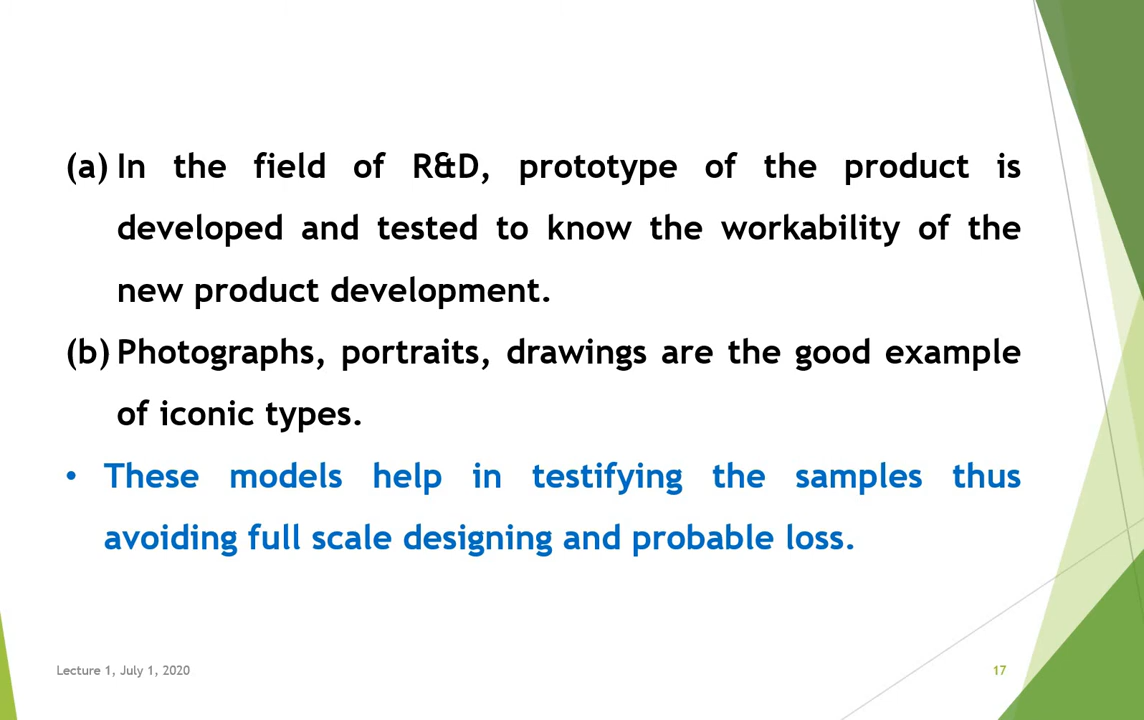 (a) In the field of R&D, prototype of the product is
developed and tested to know the workability of the
new product development.
(b) Photographs, portraits, drawings are the good example
of iconic types.
• These models help in testifying the samples thus
avoiding full scale designing and probable loss.
Lecture 1, July 1, 2020
17